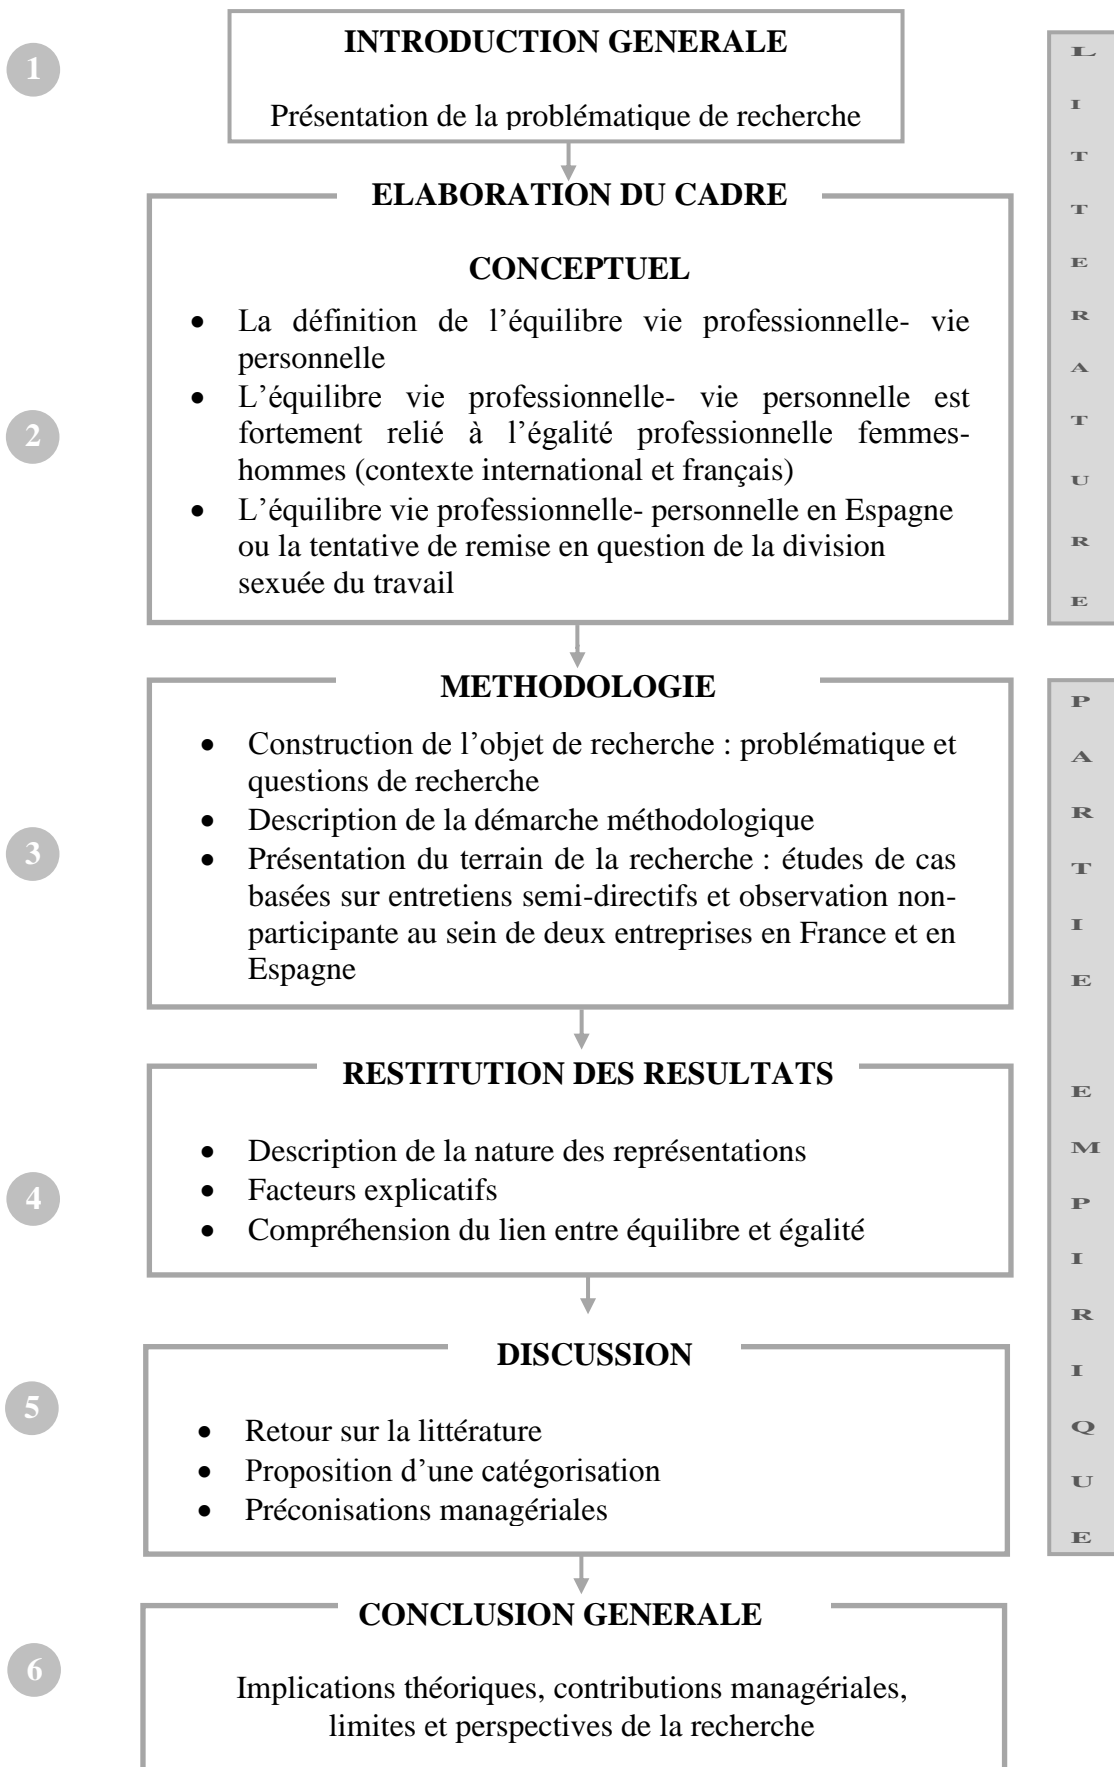 1
INTRODUCTION GENERALE
Présentation de la problématique de recherche
ELABORATION DU CADRE
CONCEPTUEL
2
• La définition de l’équilibre vie professionnelle- vie
personnelle
• L’équilibre vie professionnelle- vie personnelle est
fortement relié à l’égalité professionnelle femmes-
hommes (contexte international et français)
• L’équilibre vie professionnelle- personnelle en Espagne
ou la tentative de remise en question de la division
sexuée du travail
LITTERATURE
METHODOLOGIE
3
• Construction de l’objet de recherche : problématique et
questions de recherche
• Description de la démarche méthodologique
• Présentation du terrain de la recherche : études de cas
basées sur entretiens semi-directifs et observation non-
participante au sein de deux entreprises en France et en
Espagne
RESTITUTION DES RESULTATS
4
• Description de la nature des représentations
• Facteurs explicatifs
• Compréhension du lien entre équilibre et égalité
DISCUSSION
5
• Retour sur la littérature
• Proposition d’une catégorisation
• Préconisations managériales
PARTIE EMPIRIQUE
CONCLUSION GENERALE
6
Implications théoriques, contributions managériales,
limites et perspectives de la recherche